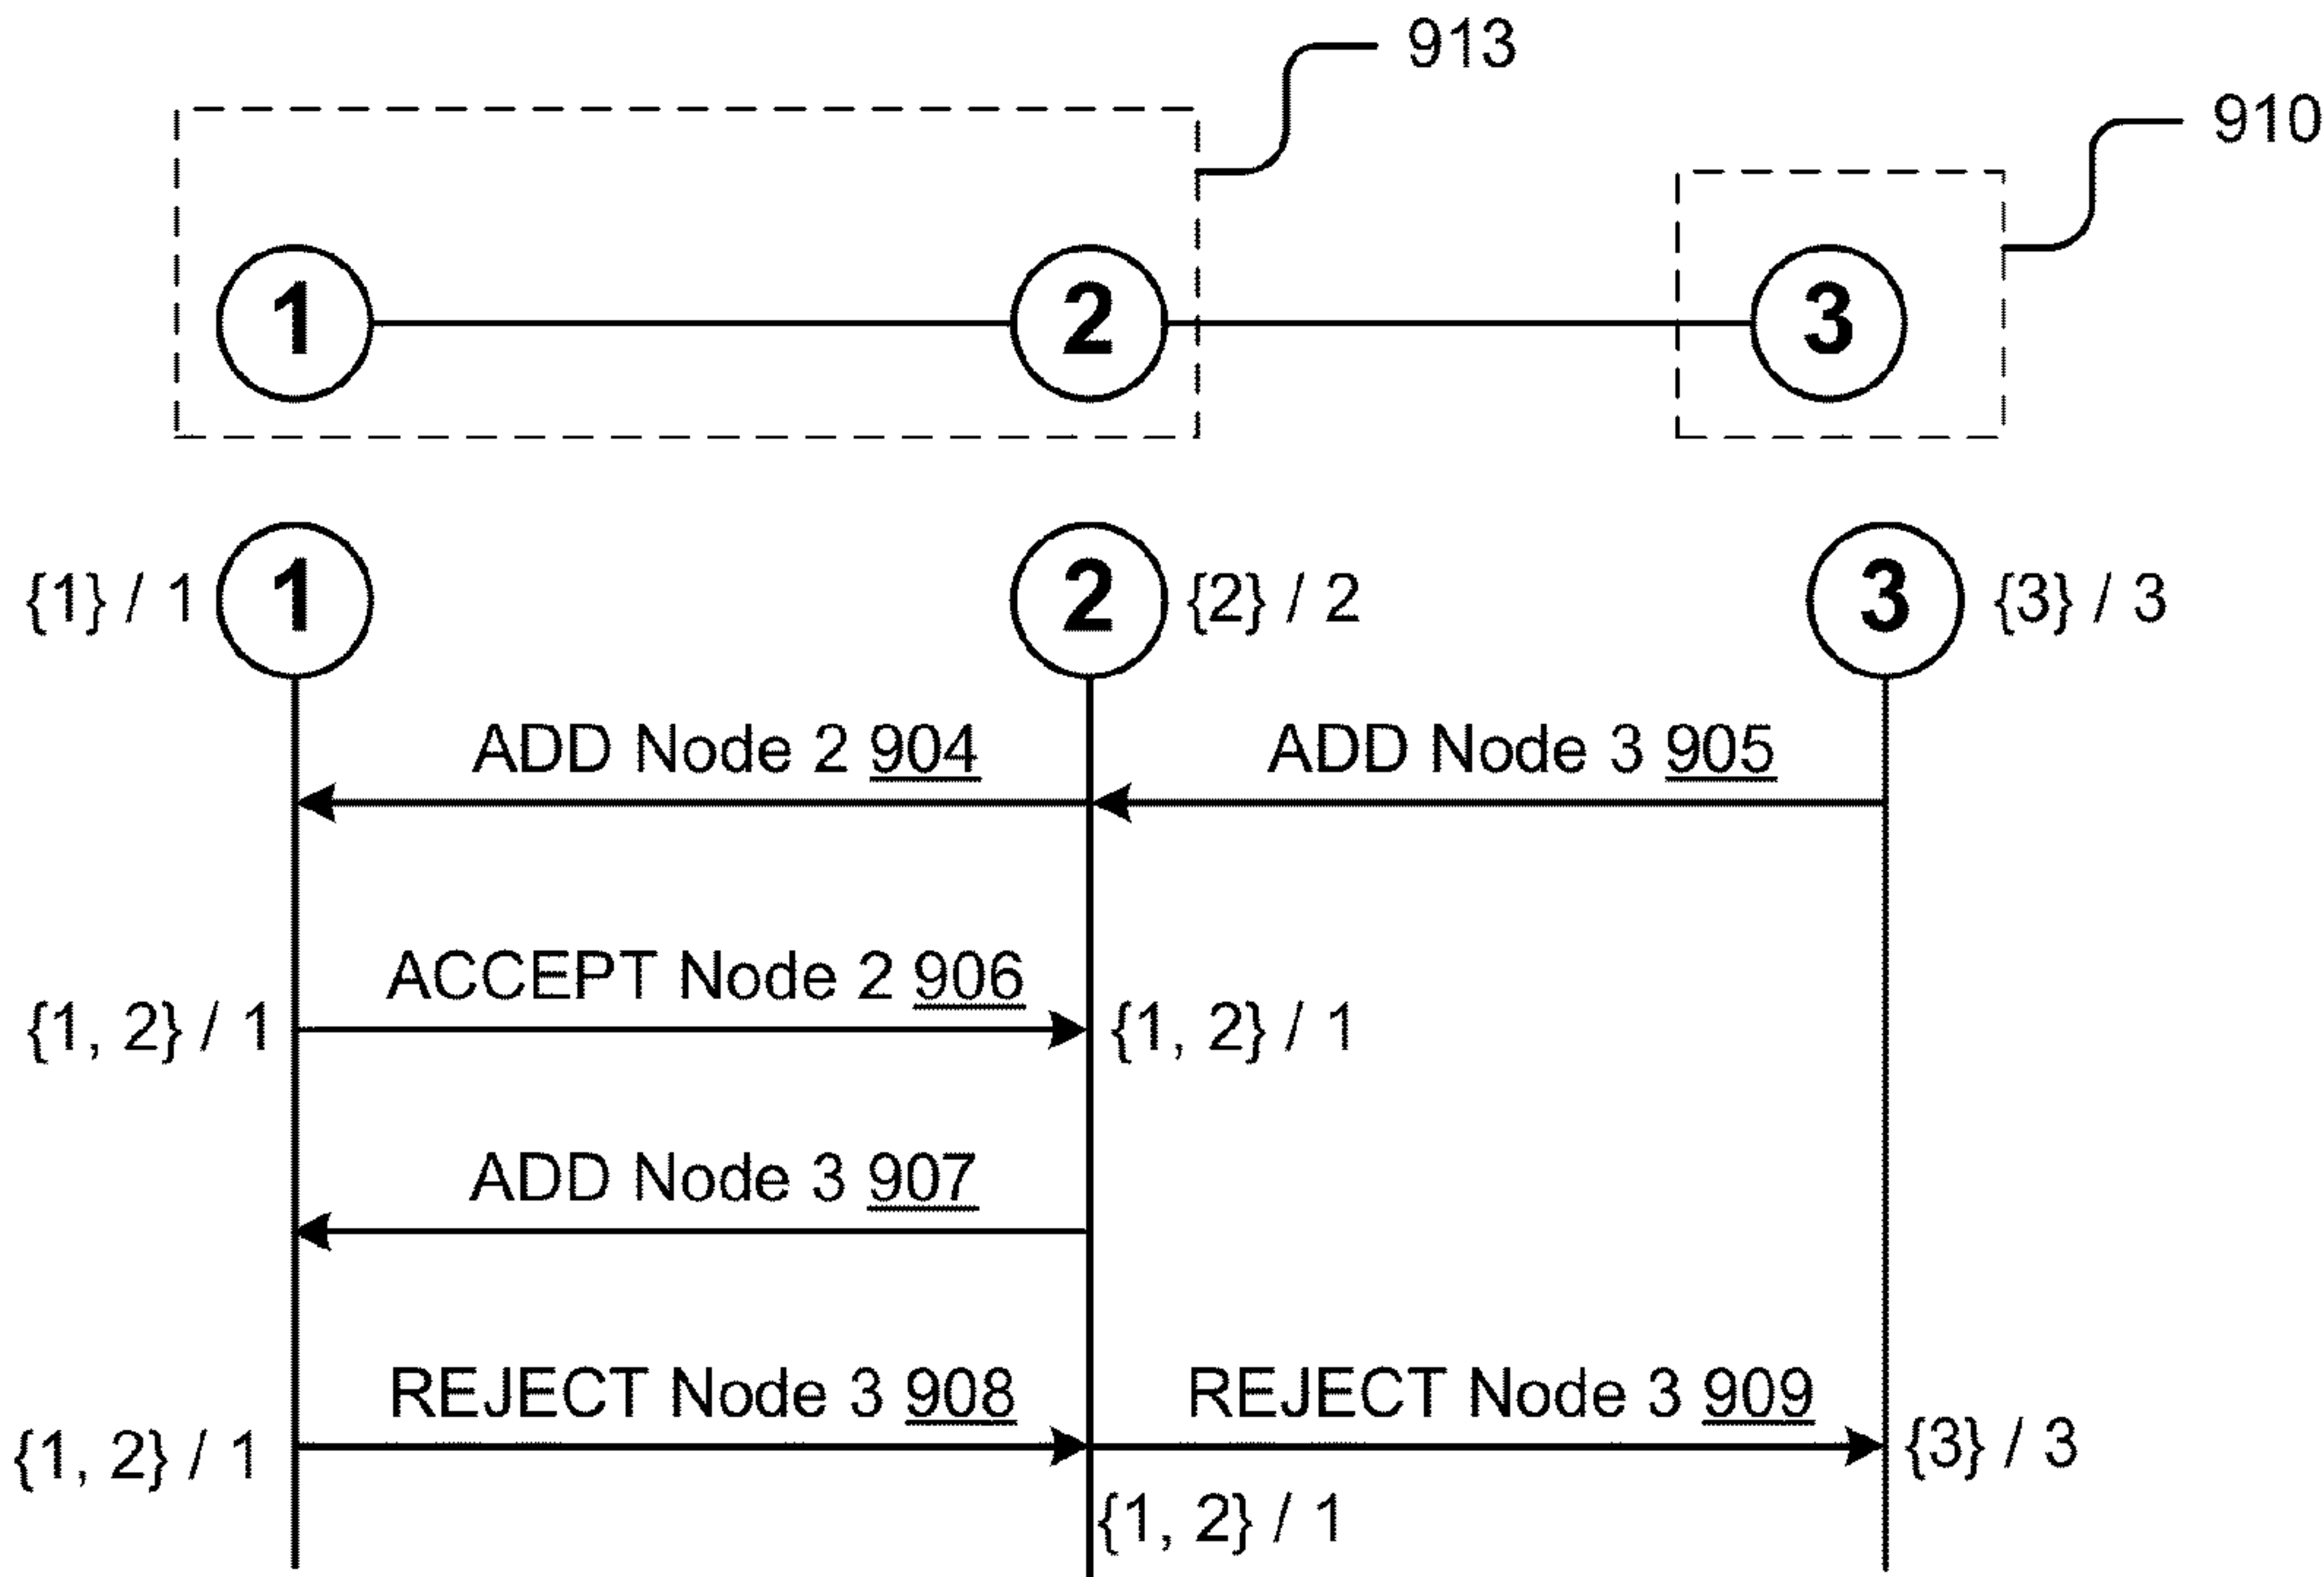 913
910
1 2 3
{1} / 1 1 2 {2} / 2 3 {3} / 3
ADD Node 2 904 ADD Node 3 905
ACCEPT Node 2 906
{1, 2} / 1 {1, 2} / 1
ADD Node 3 907
REJECT Node 3 908 REJECT Node 3 909
{1, 2} / 1 {3} / 3
{1, 2} / 1